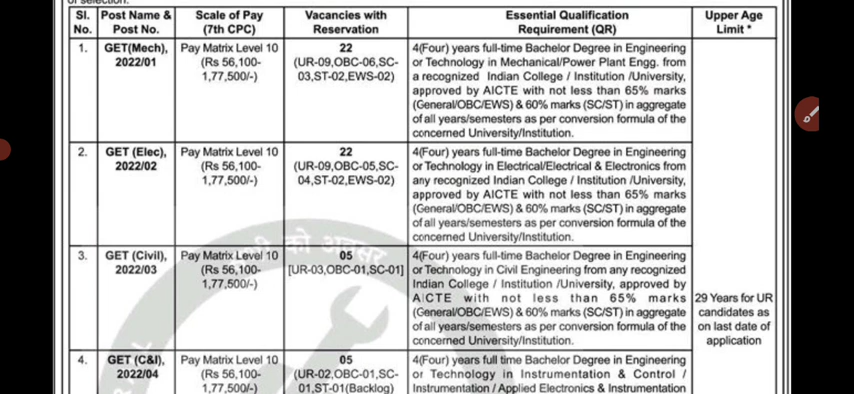 of selection.
Sl. No.
Post Name & Post No.
Scale of Pay (7th CPC)
Vacancies with Reservation
Essential Qualification Requirement (QR)
Upper Age Limit *
1.
GET(Mech), 2022/01
Pay Matrix Level 10
(Rs 56,100-
1,77,500/-)
22
(UR-09,OBC-06,SC-
03,ST-02,EWS-02)
4(Four) years full-time Bachelor Degree in Engineering
or Technology in Mechanical/Power Plant Engg. from
a recognized Indian College / Institution /University,
approved by AICTE with not less than 65% marks
(General/OBC/EWS) & 60% marks (SC/ST) in aggregate
of all years/semesters as per conversion formula of the
concerned University/Institution.
2.
GET (Elec),
2022/02
Pay Matrix Level 10
(Rs 56,100-
1,77,500/-)
22
(UR-09,OBC-05,SC-
04,ST-02,EWS-02)
4(Four) years full-time Bachelor Degree in Engineering
or Technology in Electrical/Electrical & Electronics from
any recognized Indian College / Institution /University,
approved by AICTE with not less than 65% marks
(General/OBC/EWS) & 60% marks (SC/ST) in aggregate
of all years/semesters as per conversion formula of the
concerned University/Institution.
3.
GET (Civil),
2022/03
Pay Matrix Level 10
(Rs 56,100-
1,77,500/-)
05
[UR-03,OBC-01,SC-01]
4(Four) years full-time Bachelor Degree in Engineering
or Technology in Civil Engineering from any recognized
Indian College / Institution /University, approved by
AICTE with not less than 65% marks
(General/OBC/EWS) & 60% marks (SC/ST) in aggregate
of all years/semesters as per conversion formula of the
concerned University/Institution.
29 Years for UR
candidates as
on last date of
application
4.
GET (C&I),
2022/04
Pay Matrix Level 10
(Rs 56,100-
1,77,500/-)
05
(UR-02,OBC-01,SC-
01,ST-01(Backlog)
4(Four) years full time Bachelor Degree in Engineering
or Technology in Instrumentation & Control /
Instrumentation / Applied Electronics & Instrumentation
को अवसर